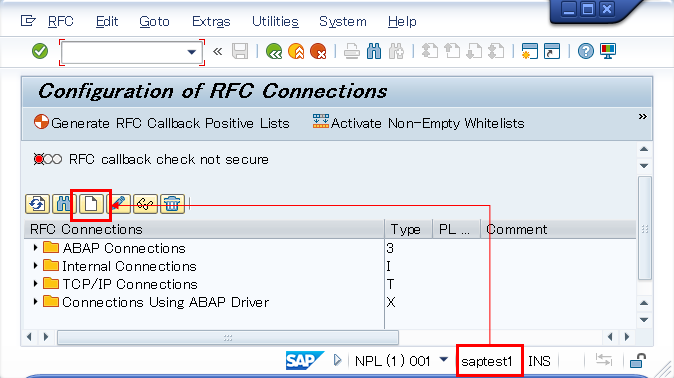 RFC Edit Goto Extras Utilities System Help
«
Configuration of RFC Connections
Generate RFC Callback Positive Lists Activate Non-Empty Whitelists »
RFC callback check not secure
RFC Connections Type PL ... Comment
ABAP Connections 3
Internal Connections I
TCP/IP Connections T
Connections Using ABAP Driver X
SAP NPL (1) 001 saptest1 INS